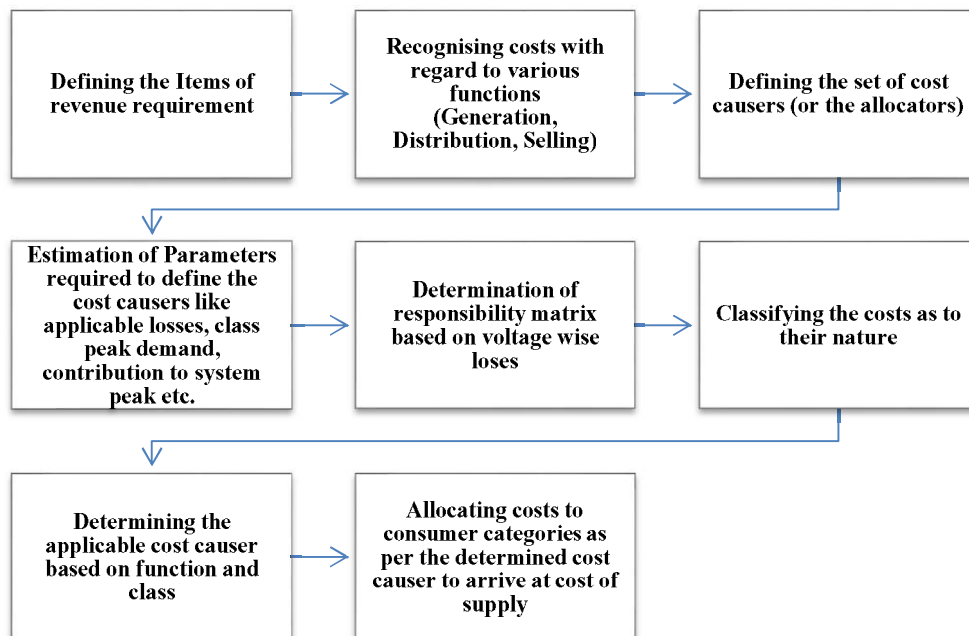 Defining the Items of
revenue requirement
Recognising costs with
regard to various
functions
(Generation,
Distribution, Selling)
Defining the set of cost
causers (or the allocators)
Estimation of Parameters
required to define the
cost causers like
applicable losses, class
peak demand,
contribution to system
peak etc.
Determination of
responsibility matrix
based on voltage wise
loses
Classifying the costs as to
their nature
Determining the
applicable cost causer
based on function and
class
Allocating costs to
consumer categories as
per the determined cost
causer to arrive at cost of
supply